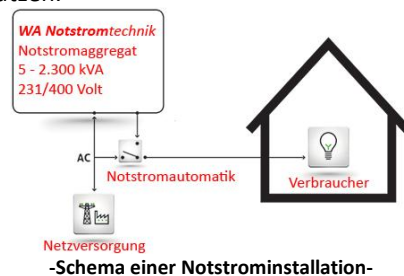 WA Notstromtechnik
Notstromaggregat
5 - 2.300 kVA
231/400 Volt
AC
Notstromautomatik
Verbraucher
Netzversorgung
-Schema einer Notstrominstallation-